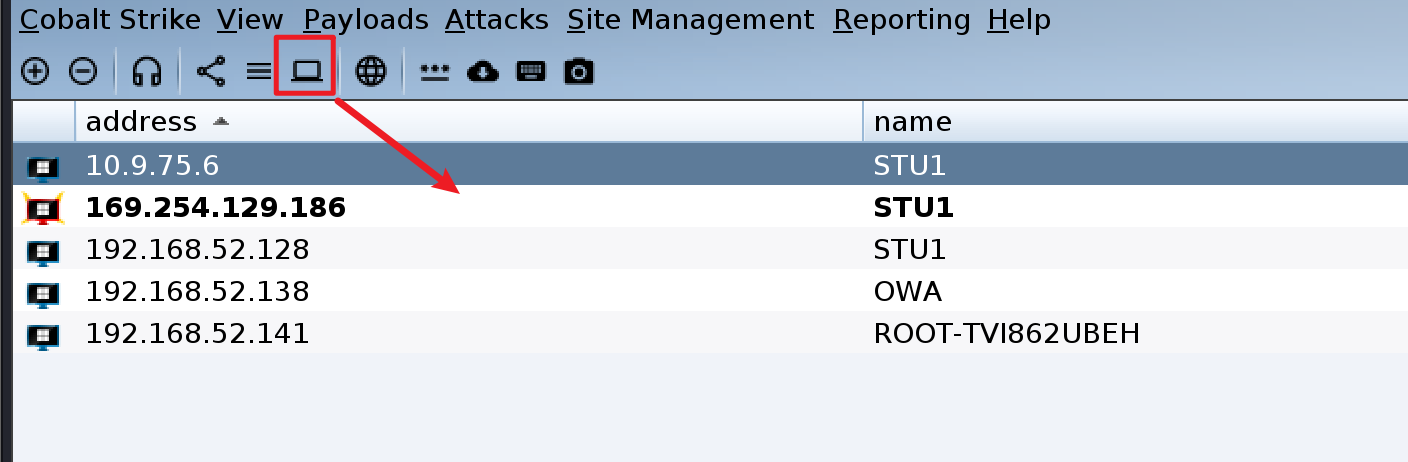 Cobalt Strike View Payloads Attacks Site Management Reporting Help
address name
10.9.75.6 STU1
169.254.129.186 STU1
192.168.52.128 STU1
192.168.52.138 OWA
192.168.52.141 ROOT-TVI862UBEH